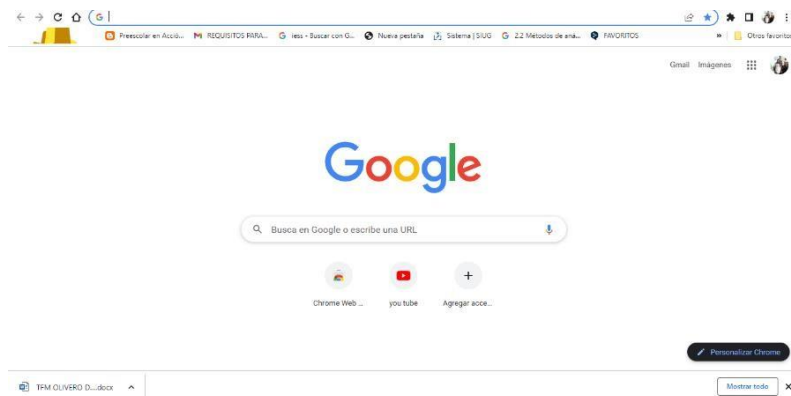 G
Preescolar en Acció... REQUISITOS PARA... iess - Buscar con G... Nueva pestaña Sistema | SIUG 2.2 Métodos de aná... FAVORITOS » Otros favoritos
Gmail Imágenes
Google
Busca en Google o escribe una URL
Chrome Web ... you tube Agregar acce...
Personalizar Chrome
TFM OLIVERO D....docx Mostrar todo